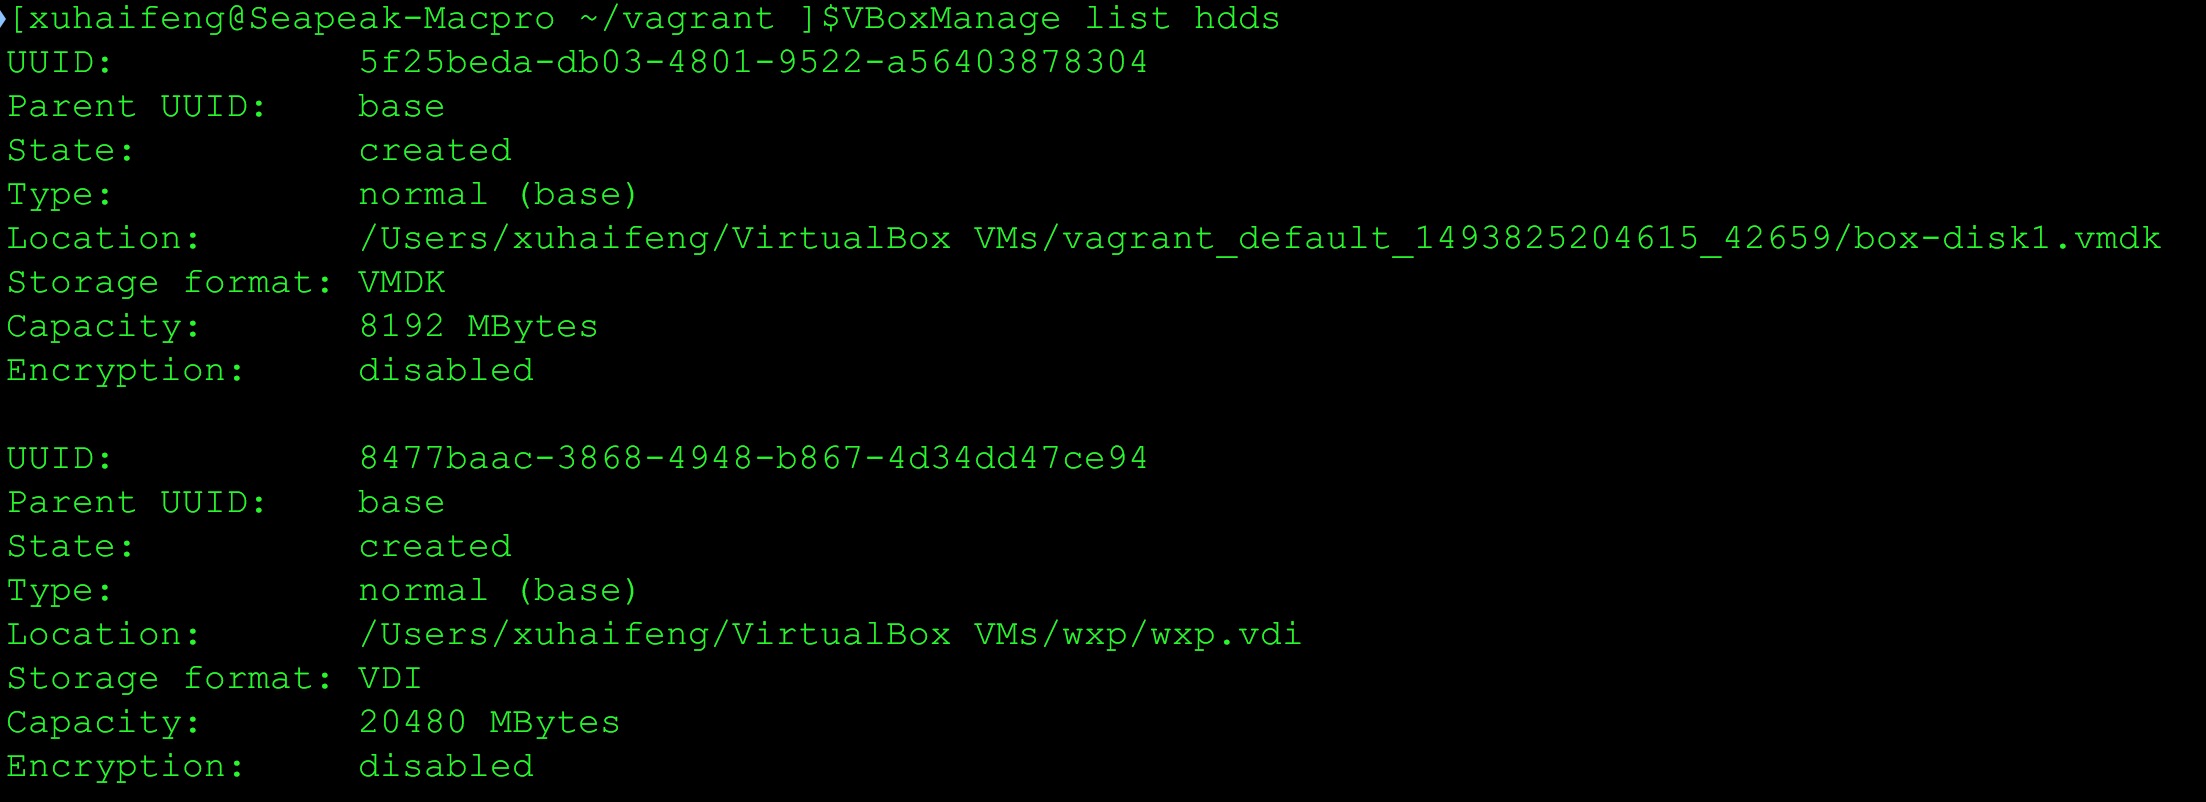 [xuhaifeng@Seapeak-Macpro ~/vagrant ]$VBoxManage list hdds
UUID:           5f25beda-db03-4801-9522-a56403878304
Parent UUID:    base
State:          created
Type:           normal (base)
Location:       /Users/xuhaifeng/VirtualBox VMs/vagrant_default_1493825204615_42659/box-disk1.vmdk
Storage format: VMDK
Capacity:       8192 MBytes
Encryption:     disabled

UUID:           8477baac-3868-4948-b867-4d34dd47ce94
Parent UUID:    base
State:          created
Type:           normal (base)
Location:       /Users/xuhaifeng/VirtualBox VMs/wxp/wxp.vdi
Storage format: VDI
Capacity:       20480 MBytes
Encryption:     disabled